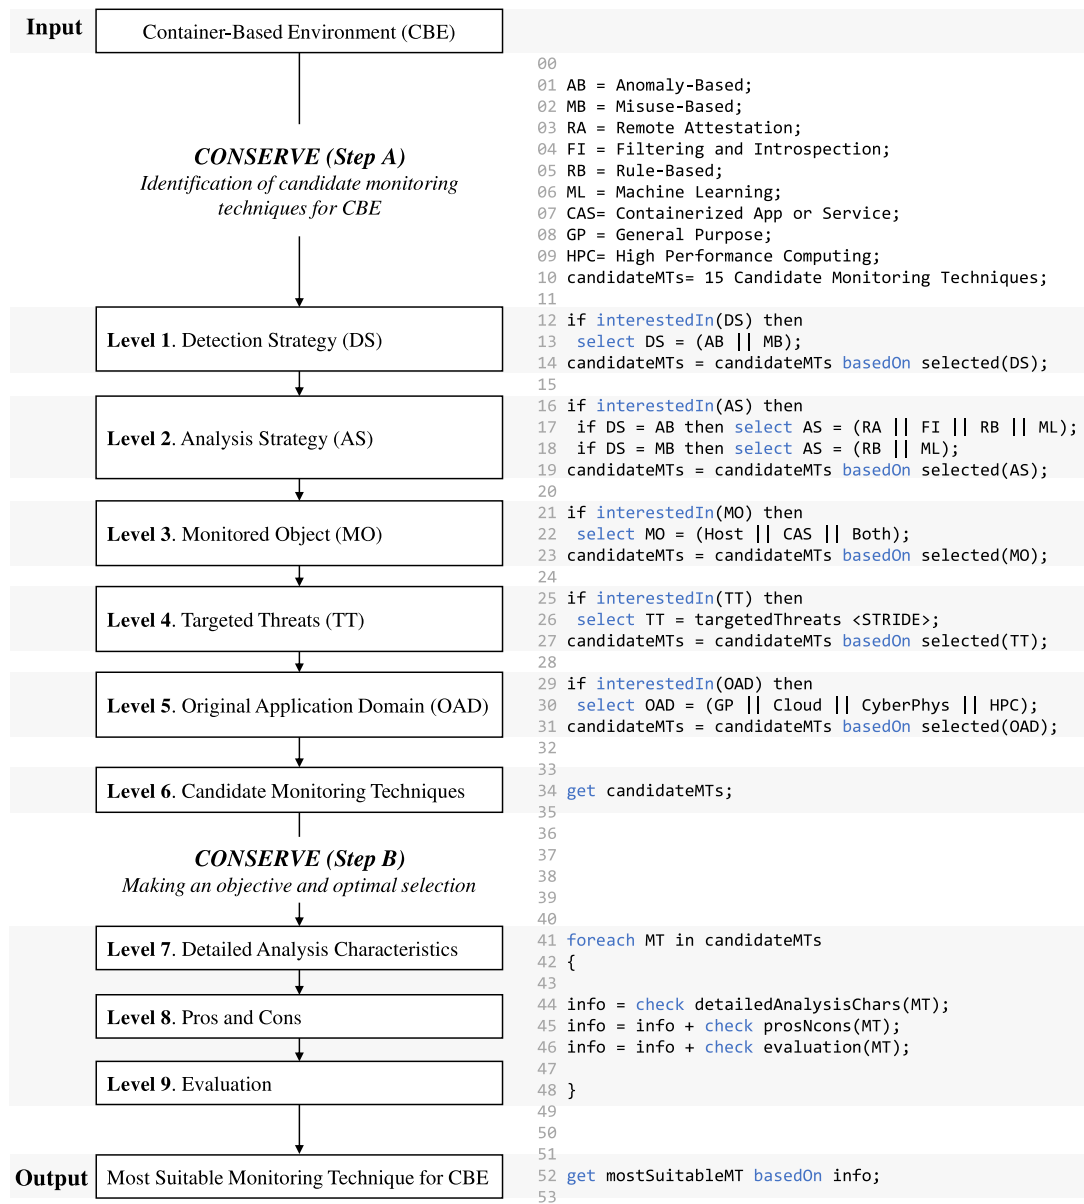 Input
Container-Based Environment (CBE)
CONSERVE (Step A)
Identification of candidate monitoring
techniques for CBE
Level 1. Detection Strategy (DS)
Level 2. Analysis Strategy (AS)
Level 3. Monitored Object (MO)
Level 4. Targeted Threats (TT)
Level 5. Original Application Domain (OAD)
Level 6. Candidate Monitoring Techniques
CONSERVE (Step B)
Making an objective and optimal selection
Level 7. Detailed Analysis Characteristics
Level 8. Pros and Cons
Level 9. Evaluation
Output
Most Suitable Monitoring Technique for CBE
00
01 AB = Anomaly-Based;
02 MB = Misuse-Based;
03 RA = Remote Attestation;
04 FI = Filtering and Introspection;
05 RB = Rule-Based;
06 ML = Machine Learning;
07 CAS= Containerized App or Service;
08 GP = General Purpose;
09 HPC= High Performance Computing;
10 candidateMTs= 15 Candidate Monitoring Techniques;
11
12 if interestedIn(DS) then
13 select DS = (AB || MB);
14 candidateMTs = candidateMTs basedOn selected(DS);
15
16 if interestedIn(AS) then
17 if DS = AB then select AS = (RA || FI || RB || ML);
18 if DS = MB then select AS = (RB || ML);
19 candidateMTs = candidateMTs basedOn selected(AS);
20
21 if interestedIn(MO) then
22 select MO = (Host || CAS || Both);
23 candidateMTs = candidateMTs basedOn selected(MO);
24
25 if interestedIn(TT) then
26 select TT = targetedThreats <STRIDE>;
27 candidateMTs = candidateMTs basedOn selected(TT);
28
29 if interestedIn(OAD) then
30 select OAD = (GP || Cloud || CyberPhys || HPC);
31 candidateMTs = candidateMTs basedOn selected(OAD);
32
33
34 get candidateMTs;
35
36
37
38
39
40
41 foreach MT in candidateMTs
42 {
43
44 info = check detailedAnalysisChars(MT);
45 info = info + check prosNcons(MT);
46 info = info + check evaluation(MT);
47
48 }
49
50
51
52 get mostSuitableMT basedOn info;
53